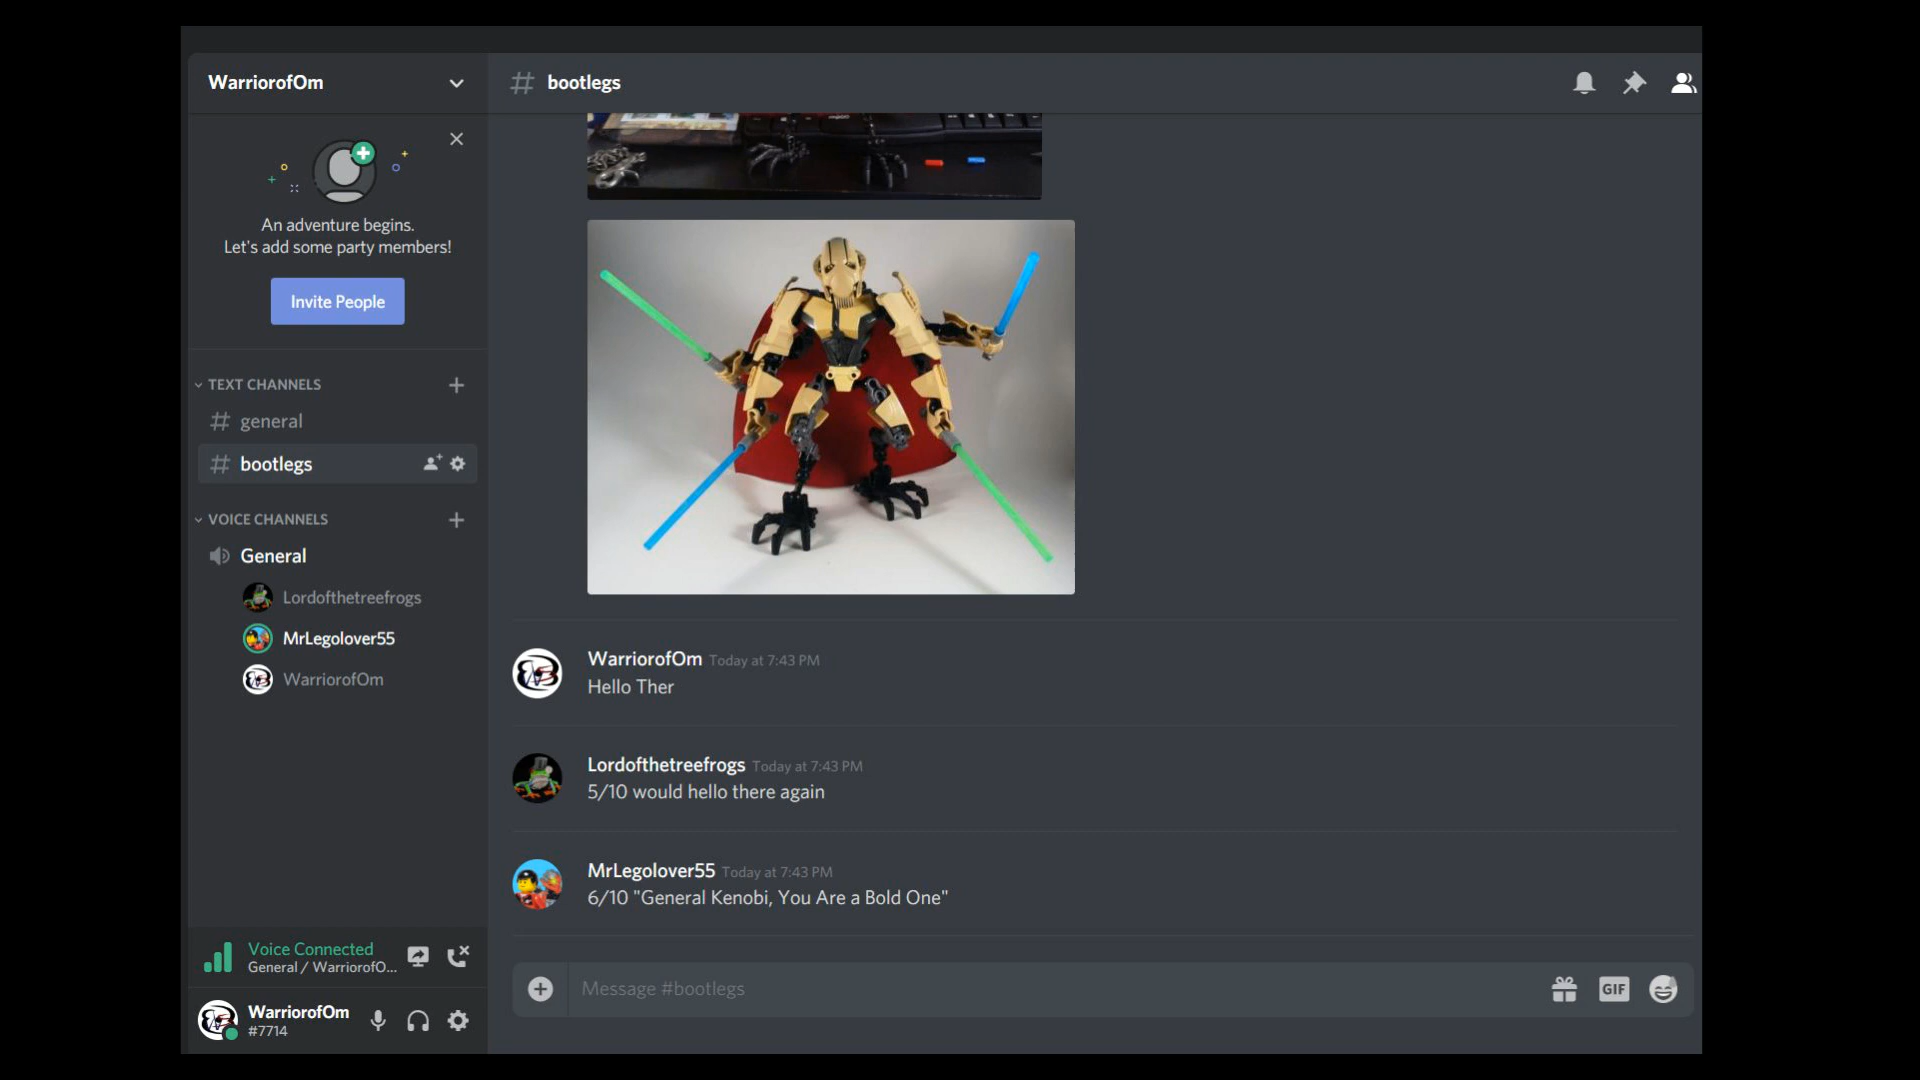 WarriorofOm
bootlegs
An adventure begins.
Let's add some party members!
Invite People
TEXT CHANNELS
general
bootlegs
VOICE CHANNELS
General
Lordofthetreefrogs
MrLegolover55
WarriorofOm
Voice Connected
General / WarriorofO...
WarriorofOm
#7714
WarriorofOm Today at 7:43 PM
Hello Ther
Lordofthetreefrogs Today at 7:43 PM
5/10 would hello there again
MrLegolover55 Today at 7:43 PM
6/10 "General Kenobi, You Are a Bold One"
Message #bootlegs
GIF